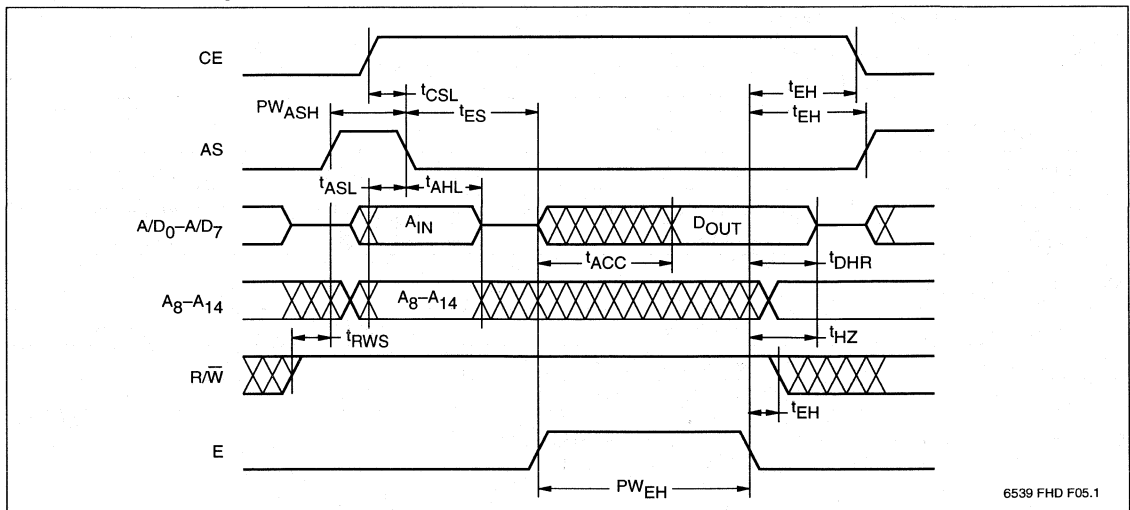 CE
tCSL
tEH
PWASH
tES
tEH
AS
tASL
tAHL
A/D0–A/D7
AIN
DOUT
tACC
tDHR
A8–A14
A8–A14
tRWS
tHZ
R/W̅
tEH
E
PWEH
6539 FHD F05.1